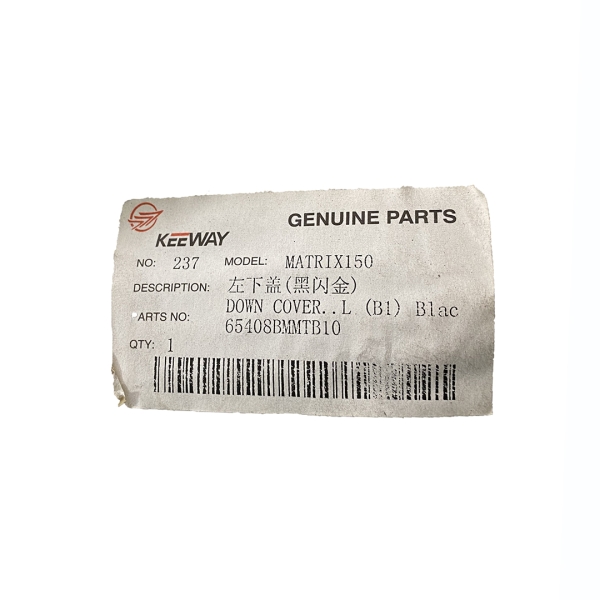 KEEWAY
GENUINE PARTS
NO: 237 MODEL: MATRIX150
DESCRIPTION: 左下盖(黑闪金)
DOWN COVER..L (B1) Blac
ARTS NO: 65408BMMTB10
QTY: 1